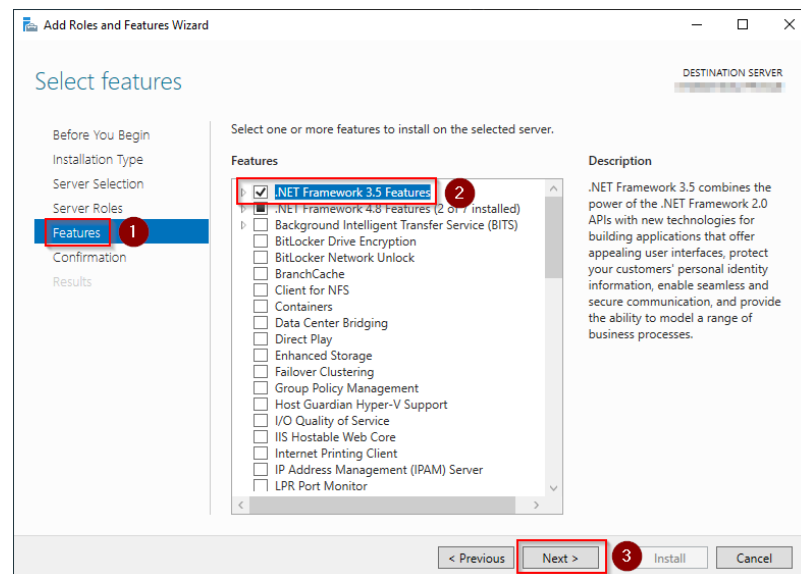 Add Roles and Features Wizard
Select features
DESTINATION SERVER
Before You Begin
Installation Type
Server Selection
Server Roles
Features
1
Confirmation
Results
Select one or more features to install on the selected server.
Features
.NET Framework 3.5 Features
2
.NET Framework 4.8 Features (2 of 7 installed)
Background Intelligent Transfer Service (BITS)
BitLocker Drive Encryption
BitLocker Network Unlock
BranchCache
Client for NFS
Containers
Data Center Bridging
Direct Play
Enhanced Storage
Failover Clustering
Group Policy Management
Host Guardian Hyper-V Support
I/O Quality of Service
IIS Hostable Web Core
Internet Printing Client
IP Address Management (IPAM) Server
LPR Port Monitor
Description
.NET Framework 3.5 combines the
power of the .NET Framework 2.0
APIs with new technologies for
building applications that offer
appealing user interfaces, protect
your customers' personal identity
information, enable seamless and
secure communication, and provide
the ability to model a range of
business processes.
< Previous
Next >
3
Install
Cancel